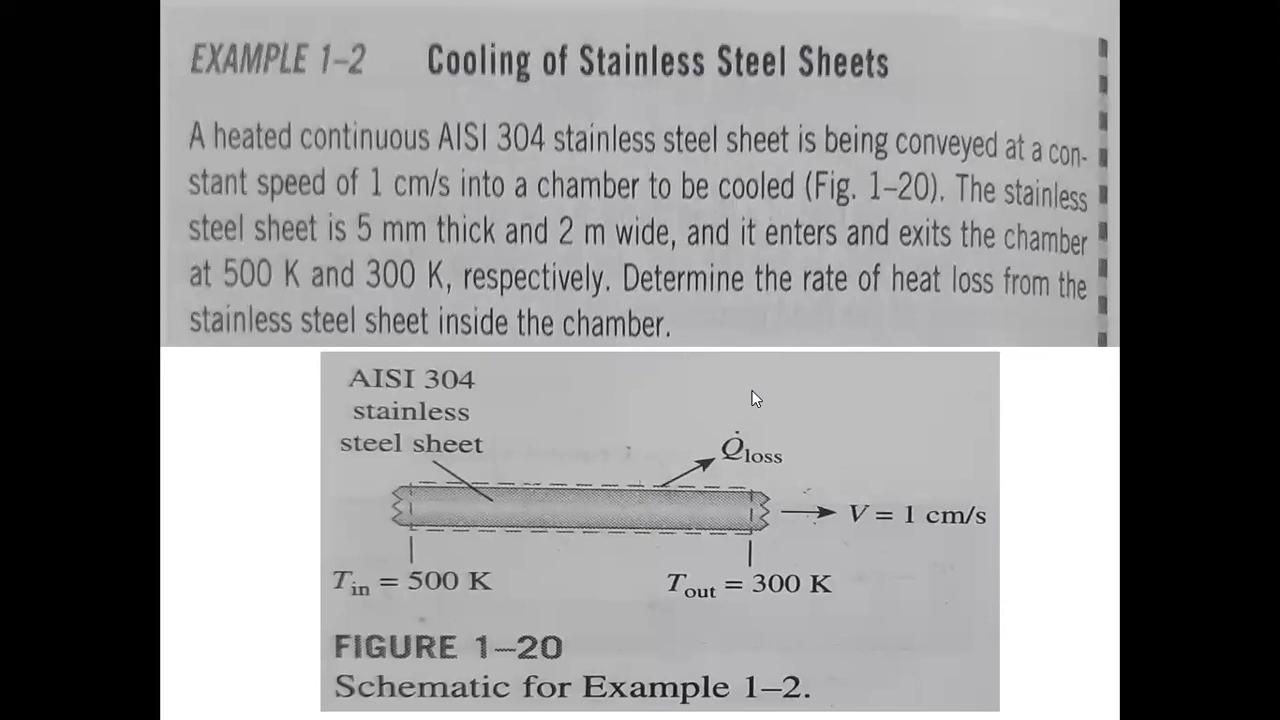 EXAMPLE 1–2 Cooling of Stainless Steel Sheets
A heated continuous AISI 304 stainless steel sheet is being conveyed at a con-
stant speed of 1 cm/s into a chamber to be cooled (Fig. 1–20). The stainless
steel sheet is 5 mm thick and 2 m wide, and it enters and exits the chamber
at 500 K and 300 K, respectively. Determine the rate of heat loss from the
stainless steel sheet inside the chamber.
AISI 304
stainless
steel sheet
Q̇loss
V = 1 cm/s
Tin = 500 K
Tout = 300 K
FIGURE 1–20
Schematic for Example 1–2.